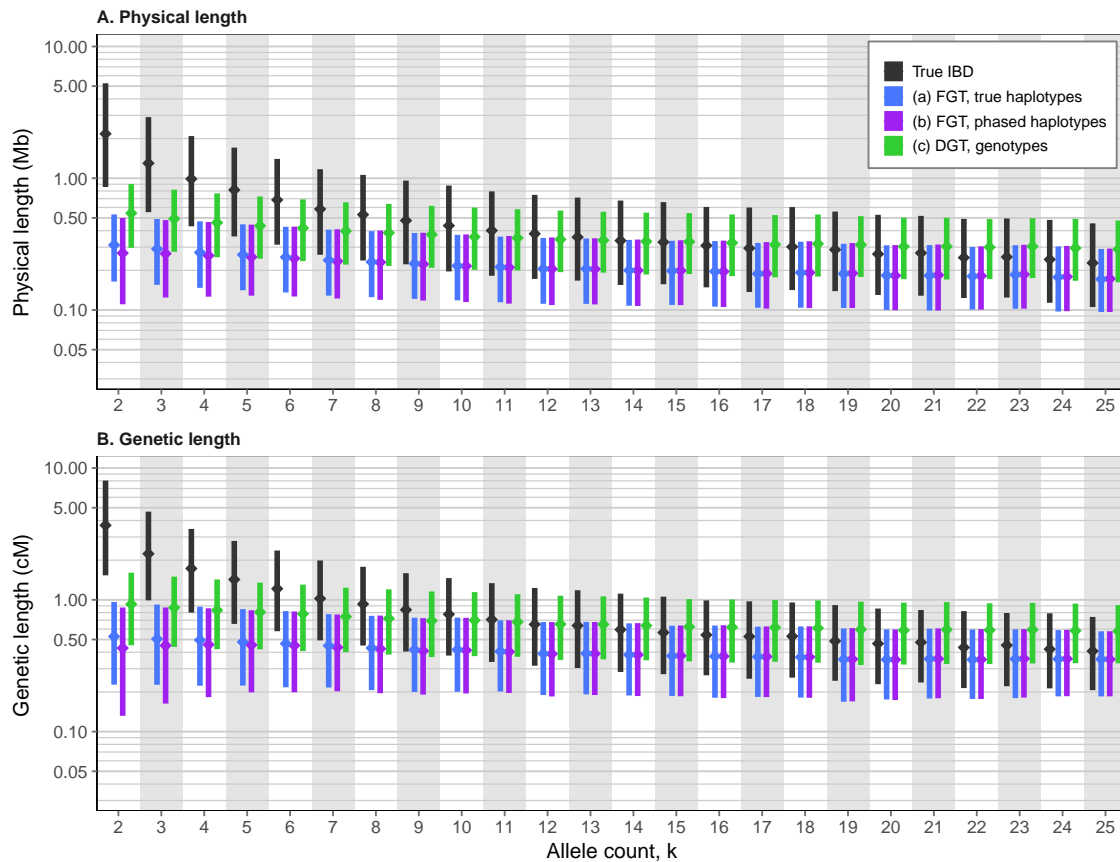 A. Physical length
10.00
5.00
1.00
0.50
0.10
0.05
Physical length (Mb)
True IBD
(a) FGT, true haplotypes
(b) FGT, phased haplotypes
(c) DGT, genotypes
2 3 4 5 6 7 8 9 10 11 12 13 14 15 16 17 18 19 20 21 22 23 24 25
B. Genetic length
10.00
5.00
1.00
0.50
0.10
0.05
Genetic length (cM)
2 3 4 5 6 7 8 9 10 11 12 13 14 15 16 17 18 19 20 21 22 23 24 25
Allele count, k